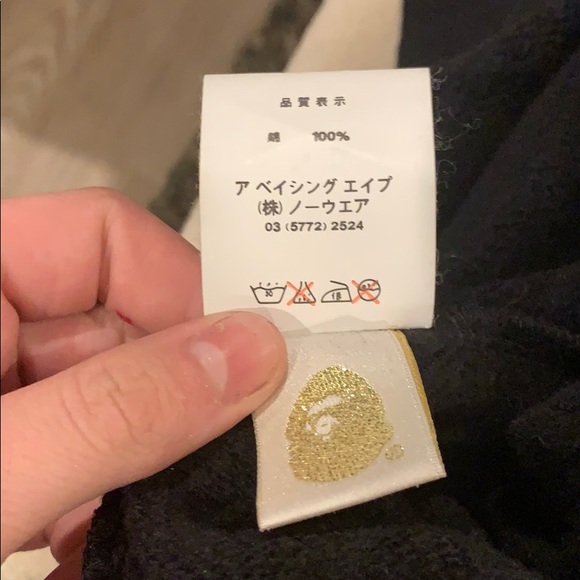 品質表示
綿 100%
ア ベイシング エイプ
(株) ノーウエア
03 (5772) 2524